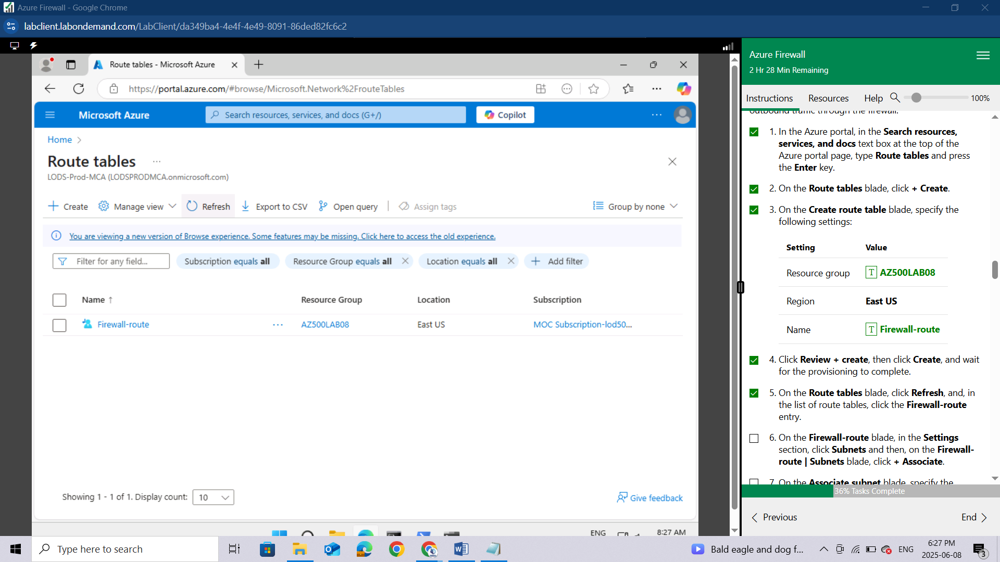 Azure Firewall - Google Chrome
labclient.labondemand.com/LabClient/da349ba4-4e4f-4e49-8091-86ded82fc6c2
Route tables - Microsoft Azure
https://portal.azure.com/#browse/Microsoft.Network%2FrouteTables
Microsoft Azure
Search resources, services, and docs (G+/)
Copilot
Home
Route tables
LODS-Prod-MCA (LODSPRODMCA.onmicrosoft.com)
Create
Manage view
Refresh
Export to CSV
Open query
Assign tags
Group by none
You are viewing a new version of Browse experience. Some features may be missing. Click here to access the old experience.
Filter for any field...
Subscription equals all
Resource Group equals all
Location equals all
Add filter
Name ↑ Resource Group Location Subscription
Firewall-route ... AZ500LAB08 East US MOC Subscription-lod50...
Showing 1 - 1 of 1. Display count: 10
Give feedback
ENG
8:27 AM
Azure Firewall
2 Hr 28 Min Remaining
Instructions Resources Help 100%
outbound traffic through the firewall.
1. In the Azure portal, in the Search resources,
services, and docs text box at the top of the
Azure portal page, type Route tables and press
the Enter key.
2. On the Route tables blade, click + Create.
3. On the Create route table blade, specify the
following settings:
Setting Value
Resource group T AZ500LAB08
Region East US
Name T Firewall-route
4. Click Review + create, then click Create, and wait
for the provisioning to complete.
5. On the Route tables blade, click Refresh, and, in
the list of route tables, click the Firewall-route
entry.
6. On the Firewall-route blade, in the Settings
section, click Subnets and then, on the Firewall-
route | Subnets blade, click + Associate.
7. On the Associate subnet blade, specify the
36% Tasks Complete
Previous
End
Type here to search
Bald eagle and dog f...
ENG
6:27 PM
2025-06-08
3